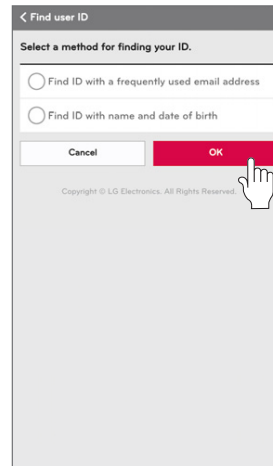 < Find user ID
Select a method for finding your ID.
Find ID with a frequently used email address
Find ID with name and date of birth
Cancel
OK
Copyright © LG Electronics. All Rights Reserved.